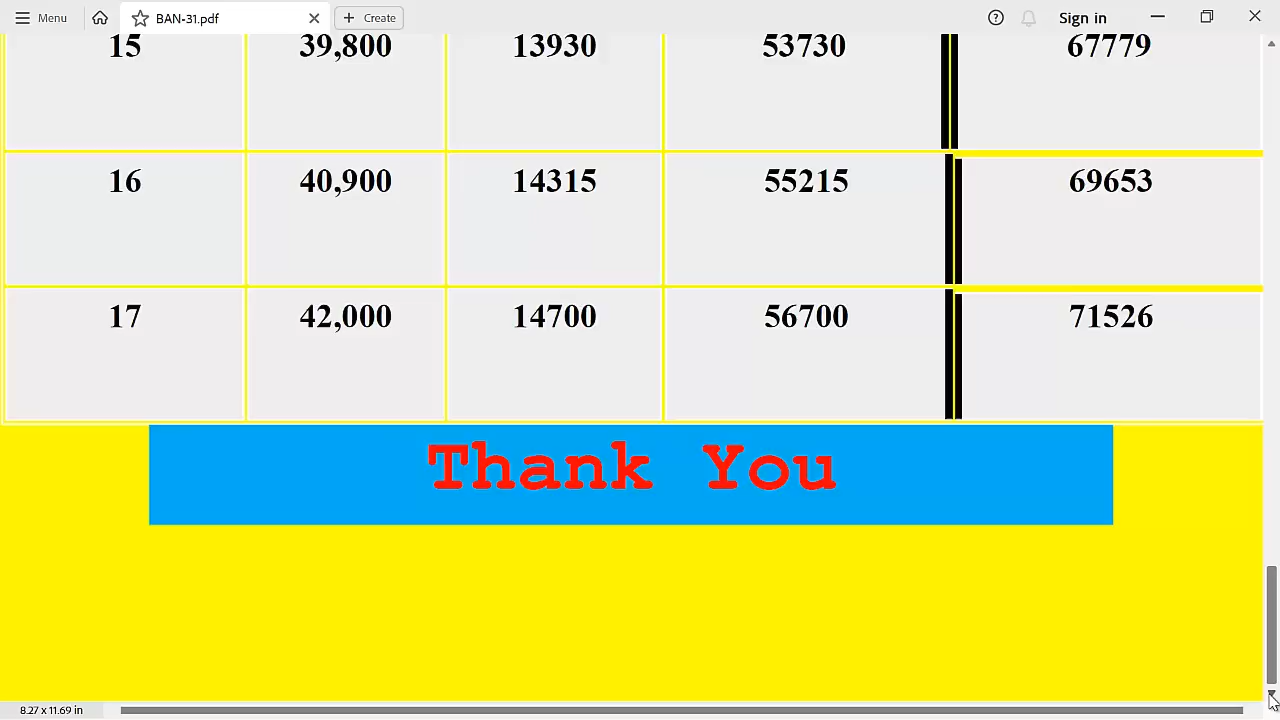 Menu BAN-31.pdf Create Sign in
15 39,800 13930 53730 67779
16 40,900 14315 55215 69653
17 42,000 14700 56700 71526
Thank You
8.27 x 11.69 in